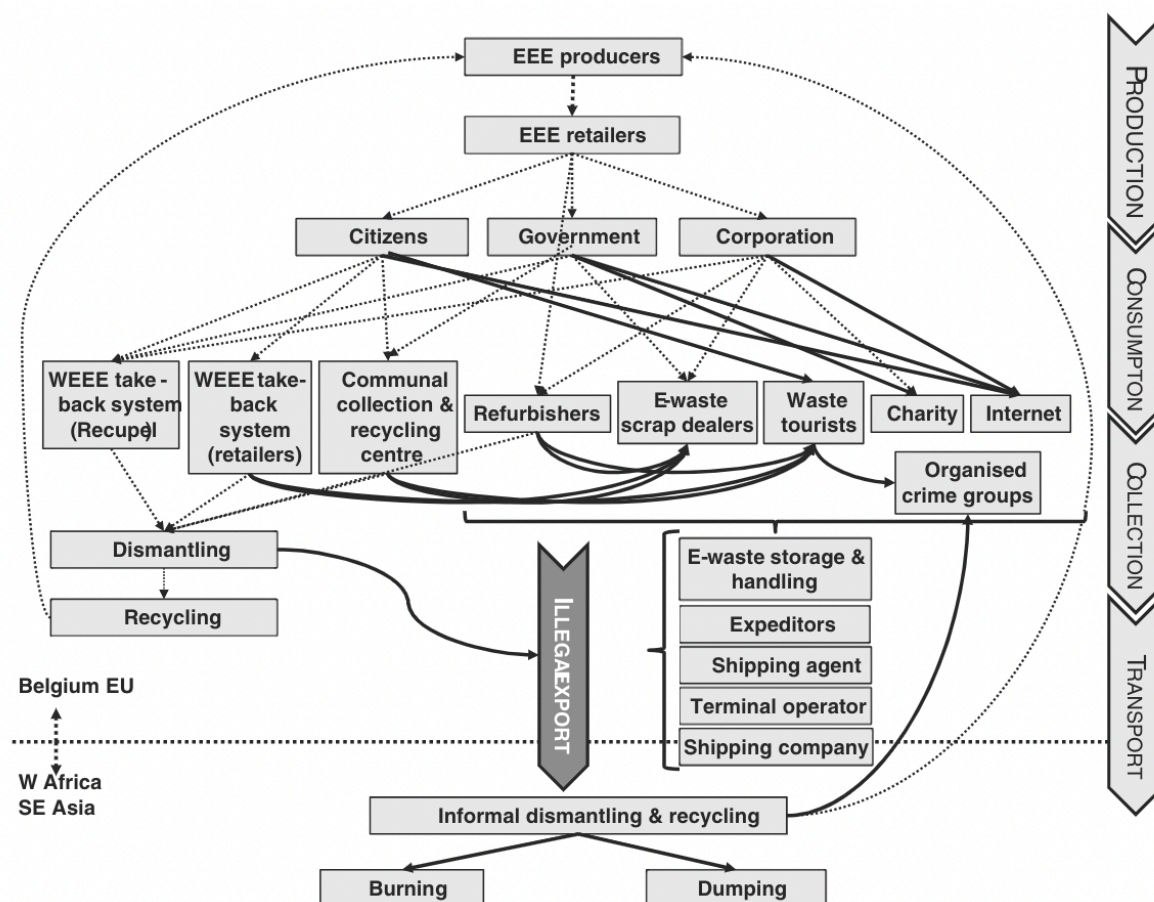 EEE producers
EEE retailers
Citizens
Government
Corporation
WEEE take -
back system
(Recupel)
WEEE take-
back
system
(retailers)
Communal
collection &
recycling
centre
Refurbishers
E-waste
scrap dealers
Waste
tourists
Charity
Internet
Organised
crime groups
Dismantling
Recycling
E-waste storage &
handling
Expeditors
Shipping agent
Terminal operator
Shipping company
ILLEGAEXPORT
Belgium EU
W Africa
SE Asia
Informal dismantling & recycling
Burning
Dumping
PRODUCTION
CONSUMPTON
COLLECTION
TRANSPORT